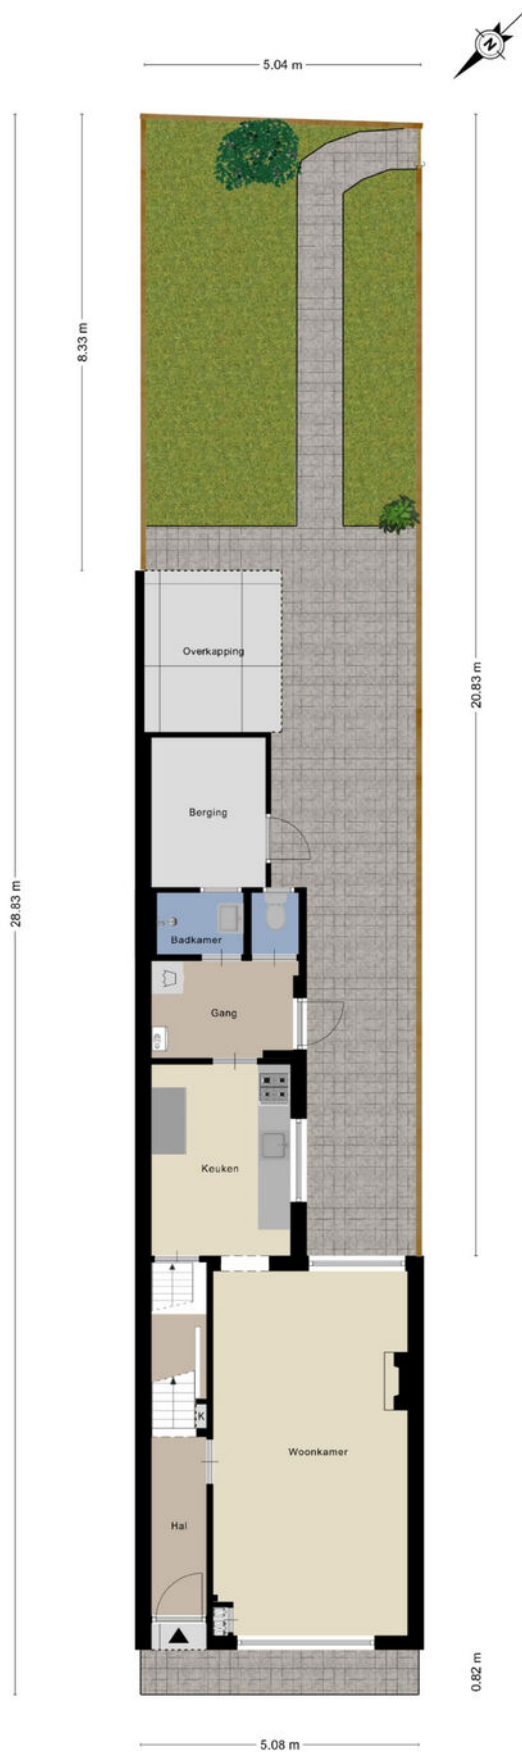 N
5.04 m
8.33 m
Overkapping
20.83 m
Berging
28.83 m
Badkamer
Gang
Keuken
K
Woonkamer
Hal
0.82 m
5.08 m